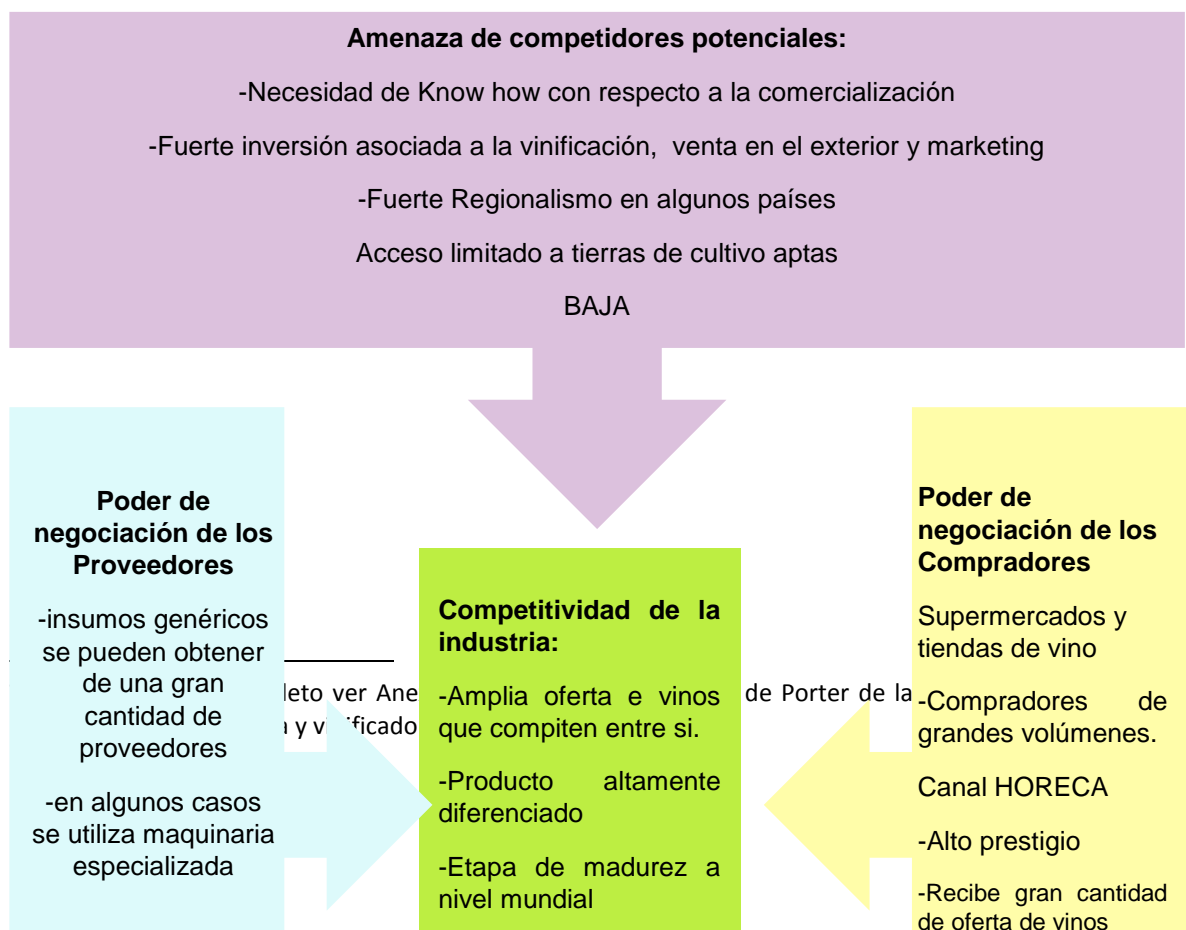 Amenaza de competidores potenciales:
-Necesidad de Know how con respecto a la comercialización
-Fuerte inversión asociada a la vinificación, venta en el exterior y marketing
-Fuerte Regionalismo en algunos países
Acceso limitado a tierras de cultivo aptas
BAJA
Poder de
negociación de los
Proveedores
-insumos genéricos
se pueden obtener
de una gran
cantidad de
proveedores
-en algunos casos
se utiliza maquinaria
especializada
Competitividad de la
industria:
-Amplia oferta e vinos
que compiten entre si.
-Producto altamente
diferenciado
-Etapa de madurez a
nivel mundial
Poder de
negociación de los
Compradores
Supermercados y
tiendas de vino
-Compradores de
grandes volúmenes.
Canal HORECA
-Alto prestigio
-Recibe gran cantidad
de oferta de vinos
ver
de Porter de la
y